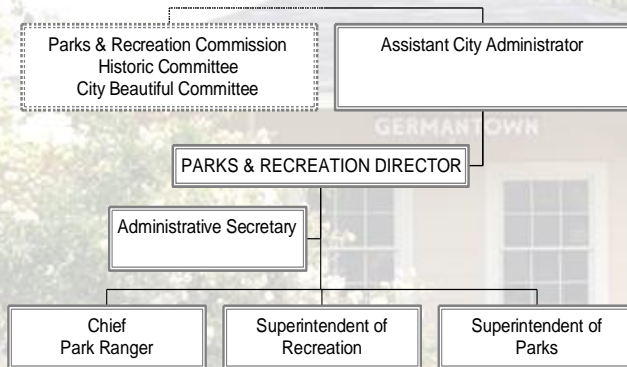 Parks & Recreation Commission
Historic Committee
City Beautiful Committee
Assistant City Administrator
GERMANTOWN
PARKS & RECREATION DIRECTOR
Administrative Secretary
Chief
Park Ranger
Superintendent of
Recreation
Superintendent of
Parks